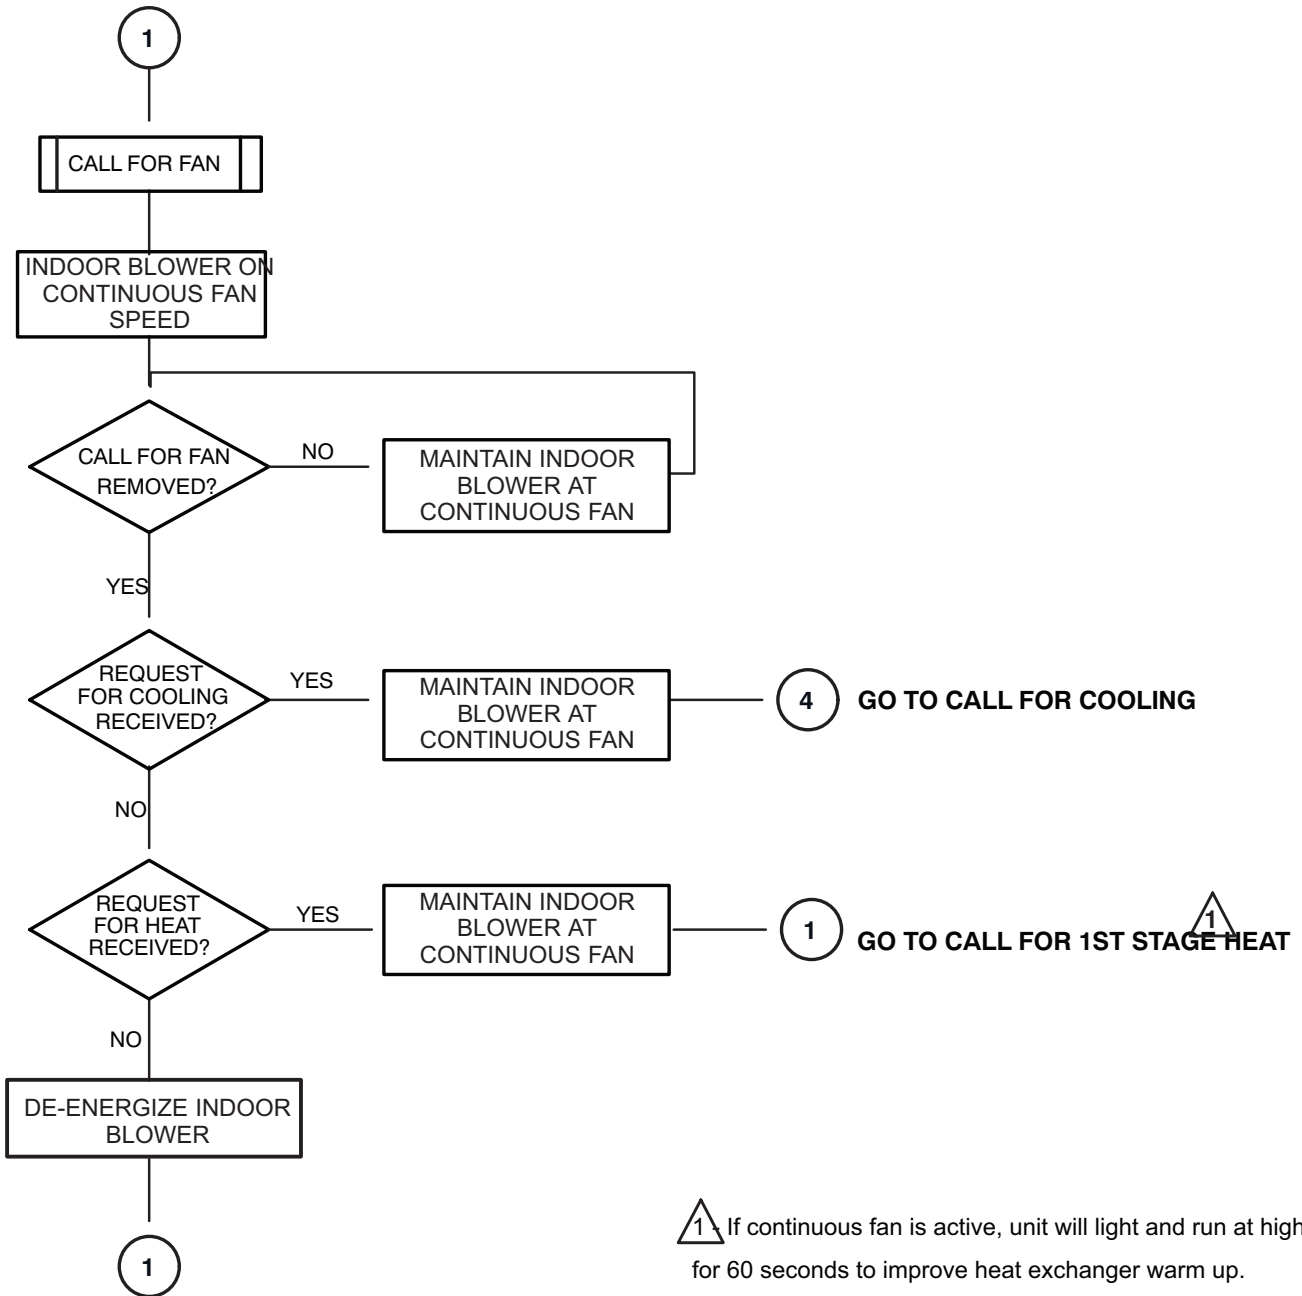 1
CALL FOR FAN
INDOOR BLOWER ON
CONTINUOUS FAN
SPEED
CALL FOR FAN
REMOVED?
NO
MAINTAIN INDOOR
BLOWER AT
CONTINUOUS FAN
YES
REQUEST
FOR COOLING
RECEIVED?
YES
MAINTAIN INDOOR
BLOWER AT
CONTINUOUS FAN
4
GO TO CALL FOR COOLING
NO
REQUEST
FOR HEAT
RECEIVED?
YES
MAINTAIN INDOOR
BLOWER AT
CONTINUOUS FAN
1
GO TO CALL FOR 1ST STAGE HEAT
1
NO
DE-ENERGIZE INDOOR
BLOWER
1
1 - If continuous fan is active, unit will light and run at high
for 60 seconds to improve heat exchanger warm up.